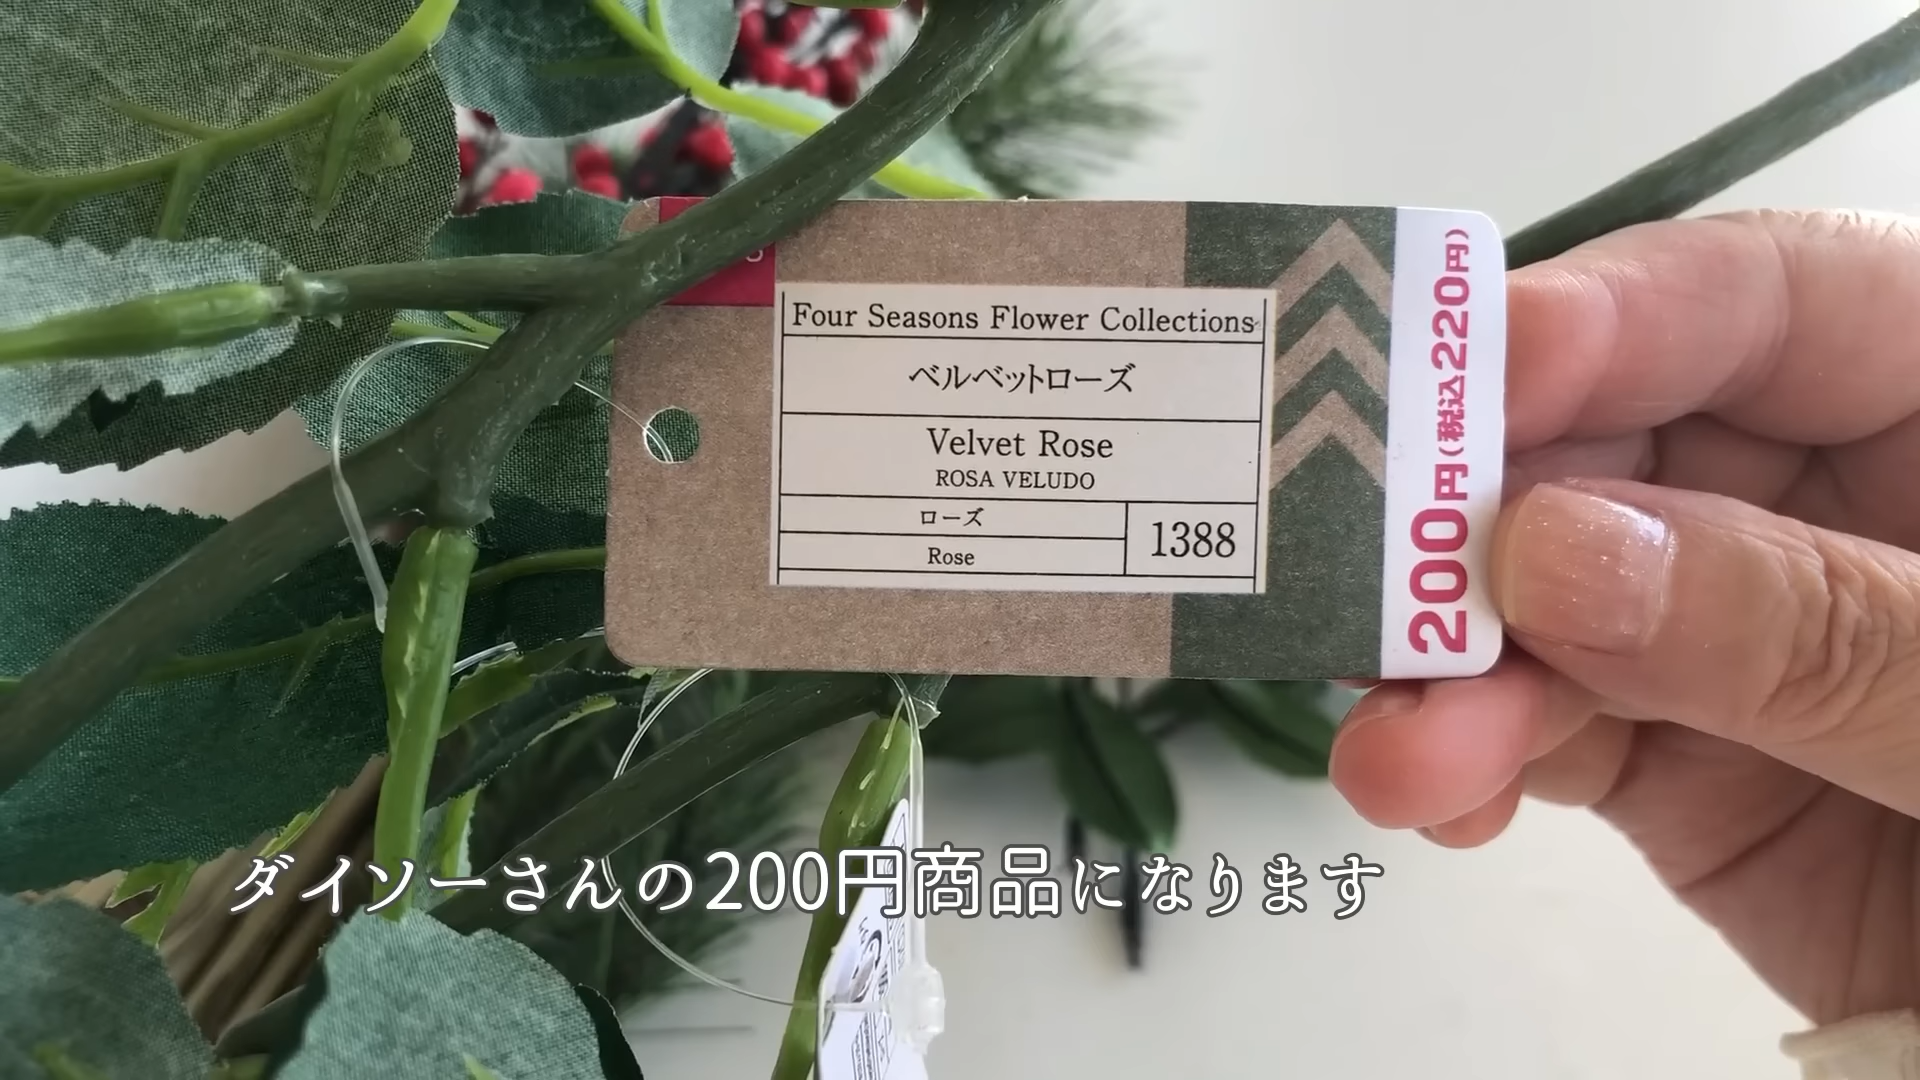 Four Seasons Flower Collections
ベルベットローズ
Velvet Rose
ROSA VELUDO
ローズ
Rose
1388
200円(税込220円)
ダイソーさんの200円商品になります